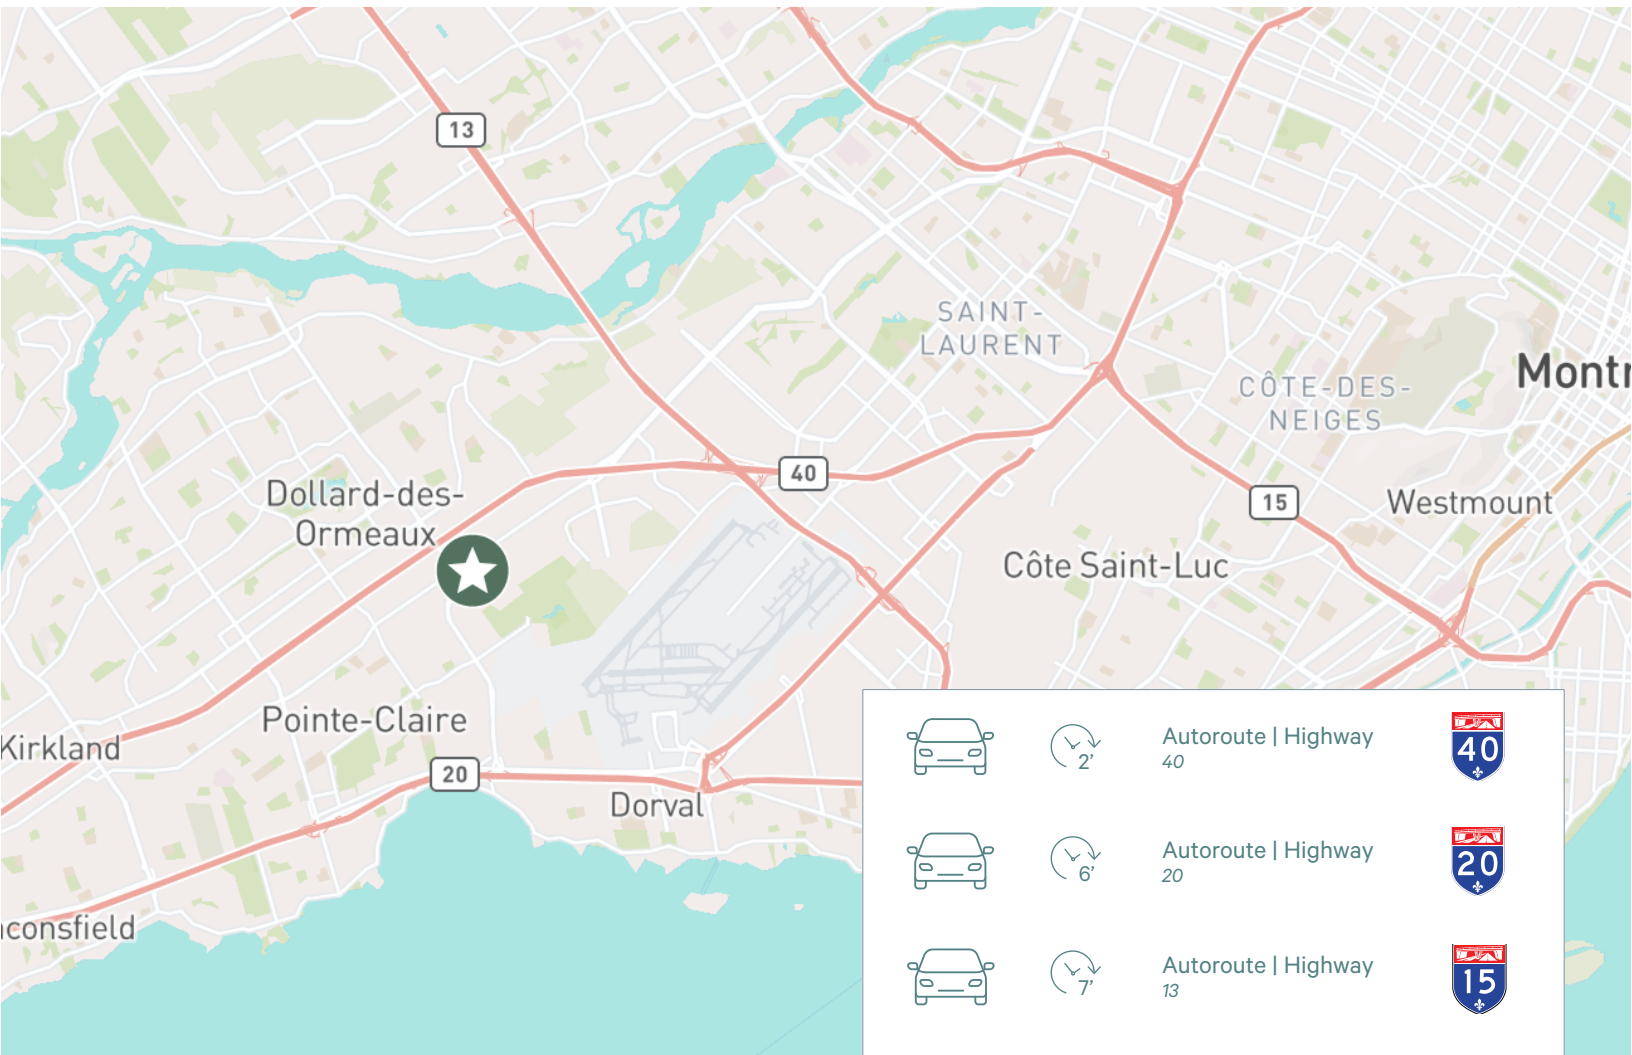 13
SAINT-
LAURENT
Montr
CÔTE-DES-
NEIGES
40
Dollard-des-
Ormeaux
15
Westmount
Côte Saint-Luc
Pointe-Claire
Kirkland
20
Dorval
aconsfield
2’ Autoroute | Highway 40
40
6’ Autoroute | Highway 20
20
7’ Autoroute | Highway 15
13